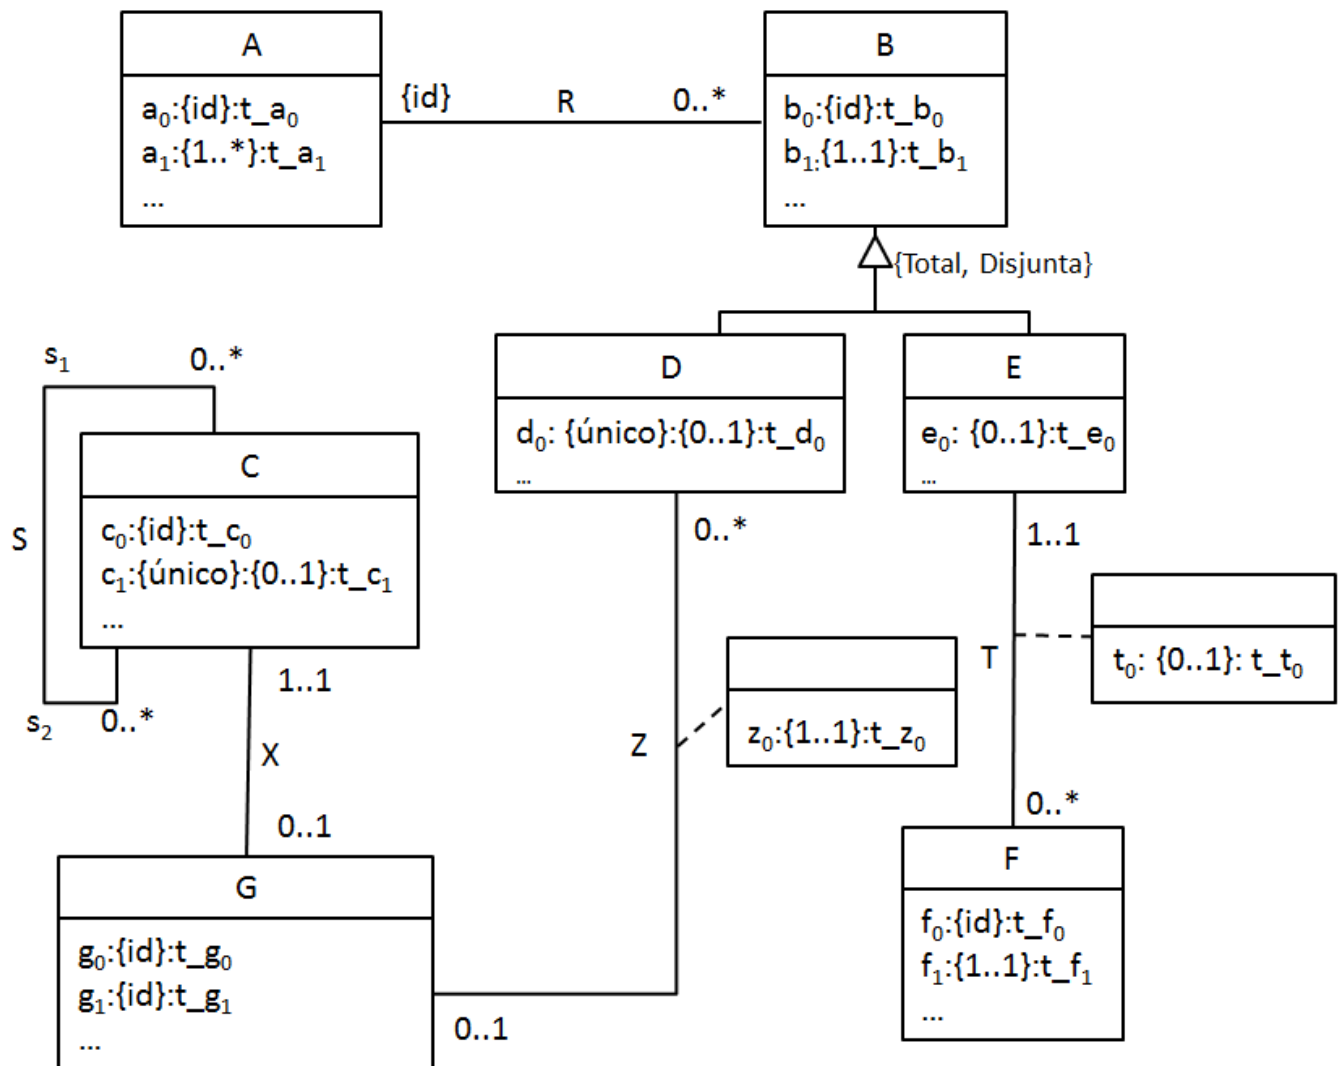 A
a₀:{id}:t_a₀
a₁:{1..*}:t_a₁
...
{id}
R
0..*
B
b₀:{id}:t_b₀
b₁:{1..1}:t_b₁
...
{Total, Disjunta}
D
d₀: {único}:{0..1}:t_d₀
...
E
e₀: {0..1}:t_e₀
...
s₁
0..*
C
c₀:{id}:t_c₀
c₁:{único}:{0..1}:t_c₁
...
S
s₂
0..*
1..1
X
0..1
0..*
Z
z₀:{1..1}:t_z₀
1..1
T
t₀: {0..1}: t_t₀
0..*
F
f₀:{id}:t_f₀
f₁:{1..1}:t_f₁
...
G
g₀:{id}:t_g₀
g₁:{id}:t_g₁
...
0..1